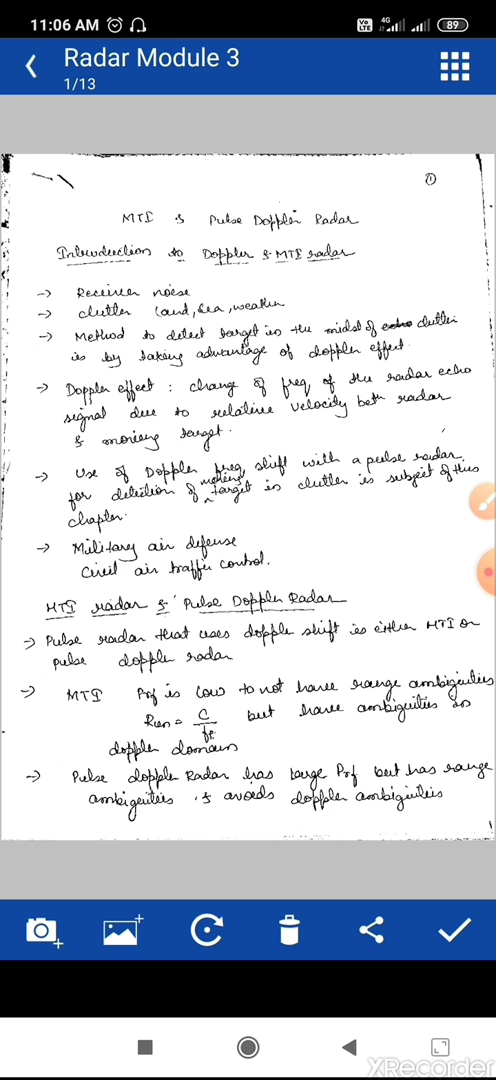 11:06 AM
Vo LTE 4G 89
Radar Module 3
1/13
1
MTI & Pulse Doppler Radar
Introduction to Doppler & MTI radar
→ Receiver noise
→ clutter land, sea, weather
→ Method to detect target in the midst of echo clutter
is by taking advantage of doppler effect.
→ Doppler effect : change of freq of the radar echo
signal due to relative velocity betn radar
& moving target.
→ Use of Doppler freq shift with a pulse radar
for detection of moving target in clutter is subject of this
chapter.
→ Military air defense
Civil air traffic control.
MTI radar & Pulse Doppler Radar
→ Pulse radar that uses doppler shift is either MTI or
pulse doppler radar
→ MTI Prf is low to not have range ambiguities
Run = C/fp but have ambiguities in
doppler domain
→ Pulse doppler Radar has large Prf but has range
ambiguities & avoids doppler ambiguities
XRecorder